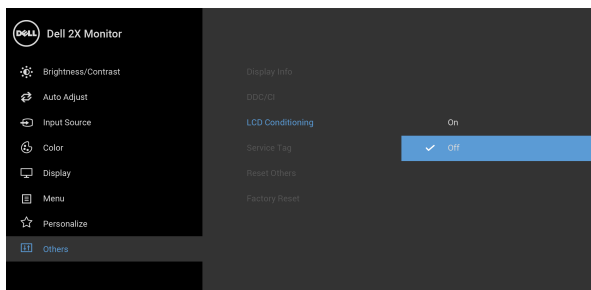 DELL Dell 2X Monitor
Brightness/Contrast
Auto Adjust
Input Source
Color
Display
Menu
Personalize
Others
Display Info
DDC/CI
LCD Conditioning
Service Tag
Reset Others
Factory Reset
On
Off